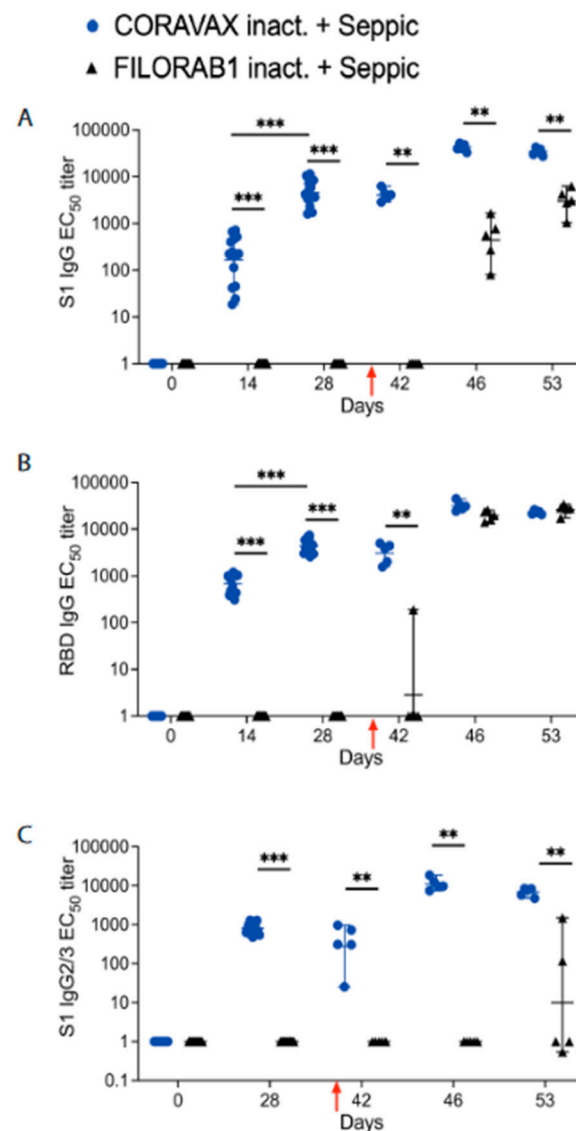 CORAVAX inact. + Seppic
FILORAB1 inact. + Seppic
A
S1 IgG EC50 titer
100000
10000
1000
100
10
1
***
***
***
**
**
**
0 14 28 42 46 53
Days
B
RBD IgG EC50 titer
100000
10000
1000
100
10
1
***
***
***
**
0 14 28 42 46 53
Days
C
S1 IgG2/3 EC50 titer
100000
10000
1000
100
10
1
0.1
***
**
**
**
0 28 42 46 53
Days